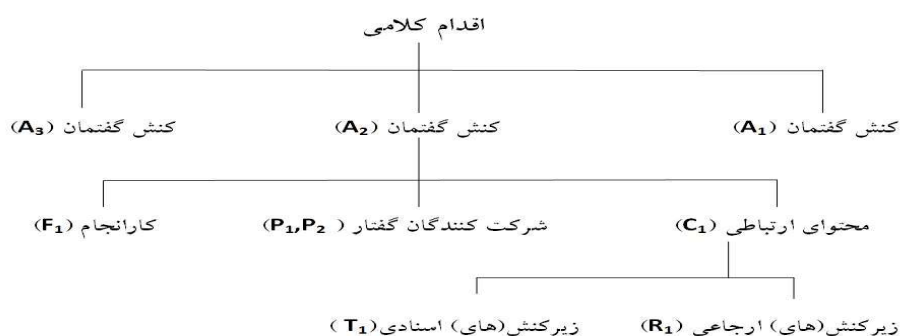 اقدام کلامی
کنش گفتمان (A₁) کنش گفتمان (A₂) کنش گفتمان (A₃)
محتوای ارتباطی (C₁) شرکت کنندگان گفتار (P₁,P₂ ) کارانجام (F₁)
زیرکنش(های) ارجاعی (R₁) زیرکنش(های) اسنادی(T₁ )